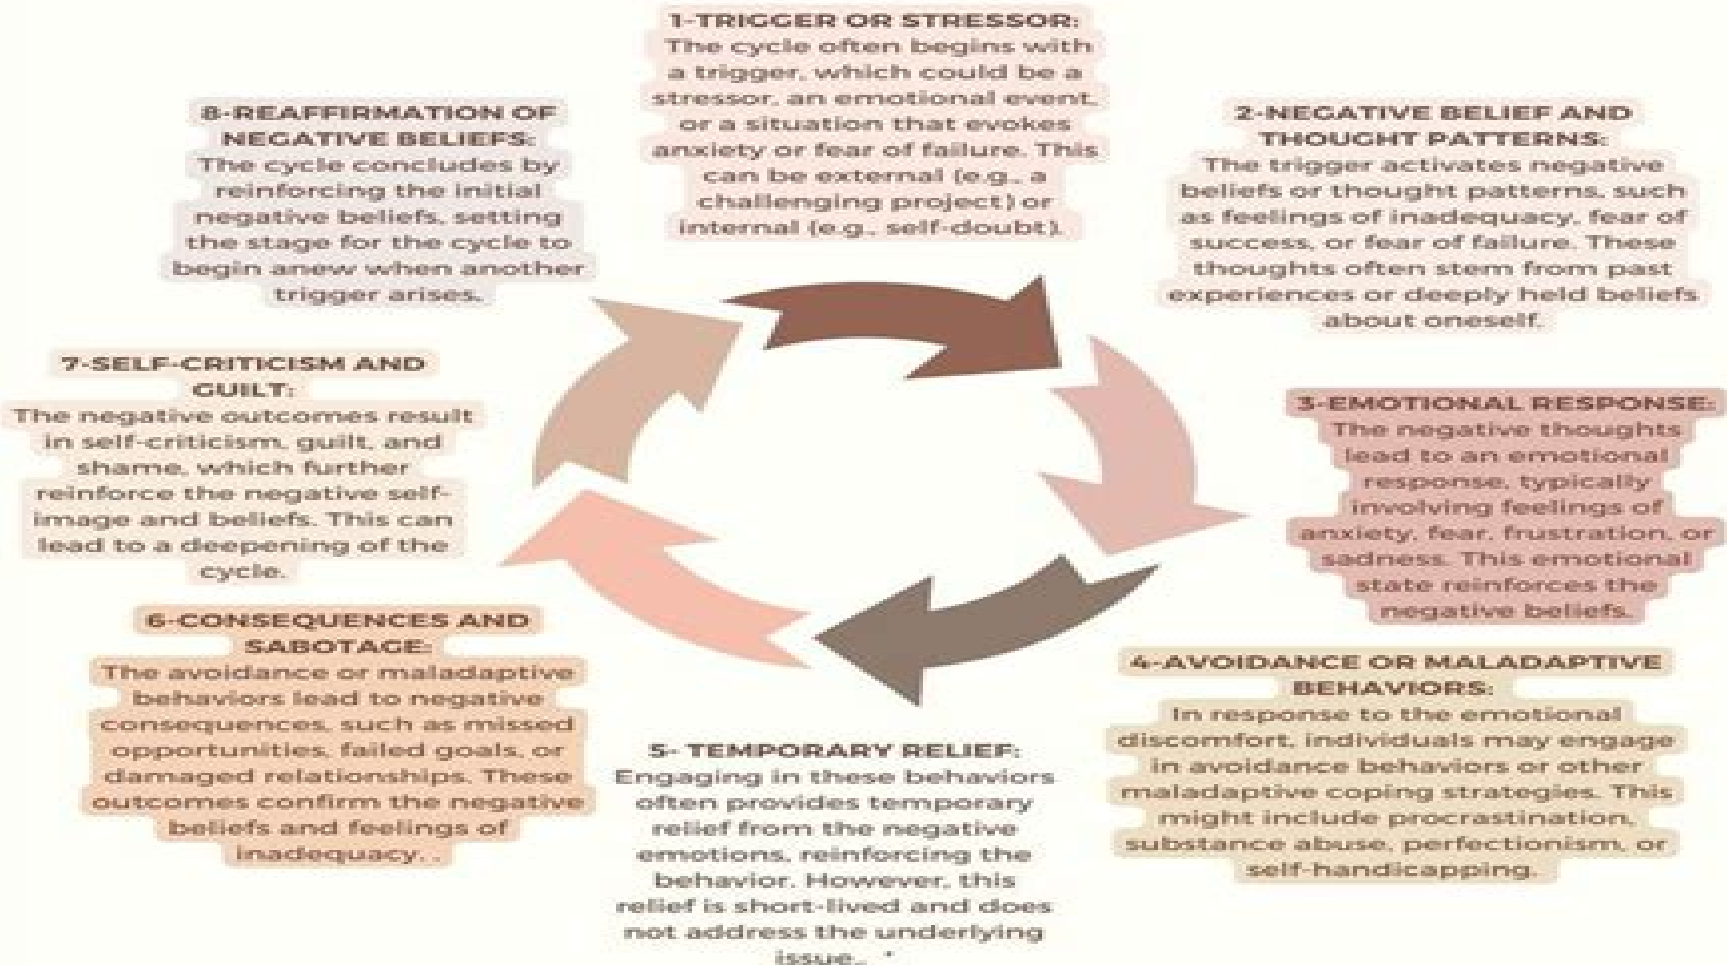 1-TRIGGER OR STRESSOR:
The cycle often begins with
a trigger, which could be a
stressor, an emotional event,
or a situation that evokes
anxiety or fear of failure. This
can be external (e.g., a
challenging project) or
internal (e.g., self-doubt).
2-NEGATIVE BELIEF AND
THOUGHT PATTERNS:
The trigger activates negative
beliefs or thought patterns, such
as feelings of inadequacy, fear of
success, or fear of failure. These
thoughts often stem from past
experiences or deeply held beliefs
about oneself.
3-EMOTIONAL RESPONSE:
The negative thoughts
lead to an emotional
response, typically
involving feelings of
anxiety, fear, frustration, or
sadness. This emotional
state reinforces the
negative beliefs.
4-AVOIDANCE OR MALADAPTIVE
BEHAVIORS:
In response to the emotional
discomfort, individuals may engage
in avoidance behaviors or other
maladaptive coping strategies. This
might include procrastination,
substance abuse, perfectionism, or
self-handicapping.
5- TEMPORARY RELIEF:
Engaging in these behaviors
often provides temporary
relief from the negative
emotions, reinforcing the
behavior. However, this
relief is short-lived and does
not address the underlying
issue.. *
6-CONSEQUENCES AND
SABOTAGE:
The avoidance or maladaptive
behaviors lead to negative
consequences, such as missed
opportunities, failed goals, or
damaged relationships. These
outcomes confirm the negative
beliefs and feelings of
inadequacy. .
7-SELF-CRITICISM AND
GUILT:
The negative outcomes result
in self-criticism, guilt, and
shame, which further
reinforce the negative self-
image and beliefs. This can
lead to a deepening of the
cycle.
8-REAFFIRMATION OF
NEGATIVE BELIEFS:
The cycle concludes by
reinforcing the initial
negative beliefs, setting
the stage for the cycle to
begin anew when another
trigger arises.